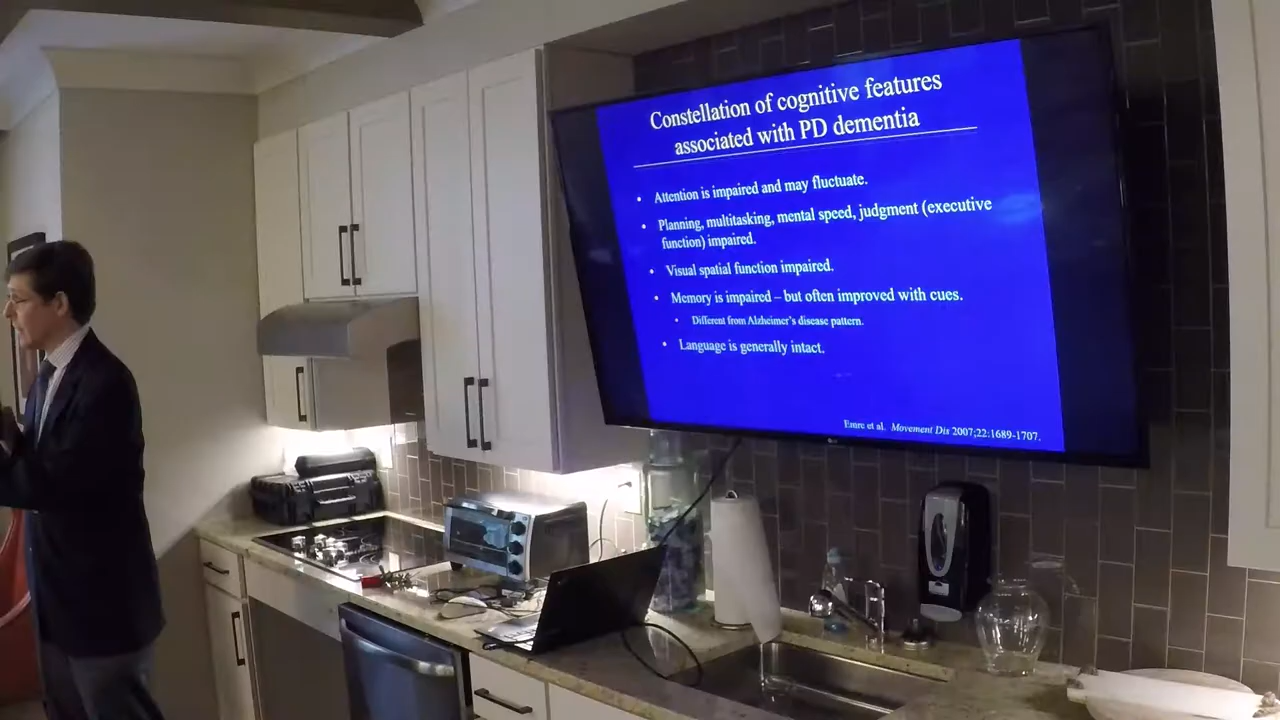 Constellation of cognitive features
associated with PD dementia
• Attention is impaired and may fluctuate.
• Planning, multitasking, mental speed, judgment (executive
function) impaired.
• Visual spatial function impaired.
• Memory is impaired – but often improved with cues.
• Different from Alzheimer's disease pattern.
• Language is generally intact.
Emre et al. Movement Dis 2007;22:1689-1707.